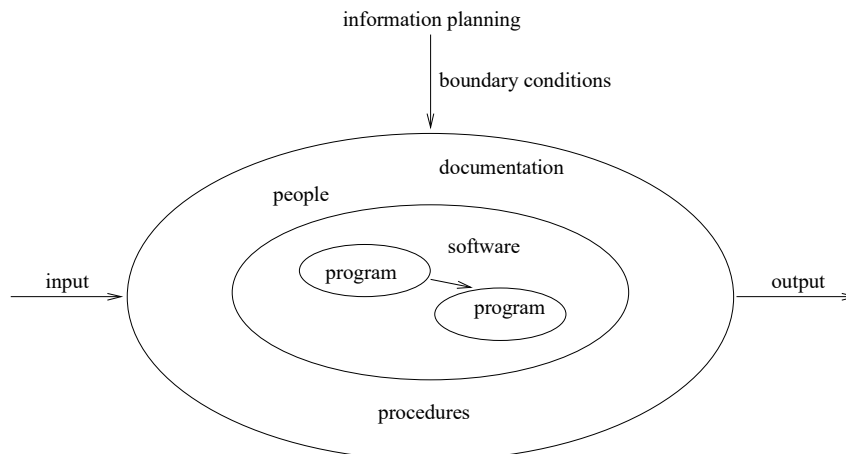 information planning
boundary conditions
documentation
people
software
input
program
output
program
procedures